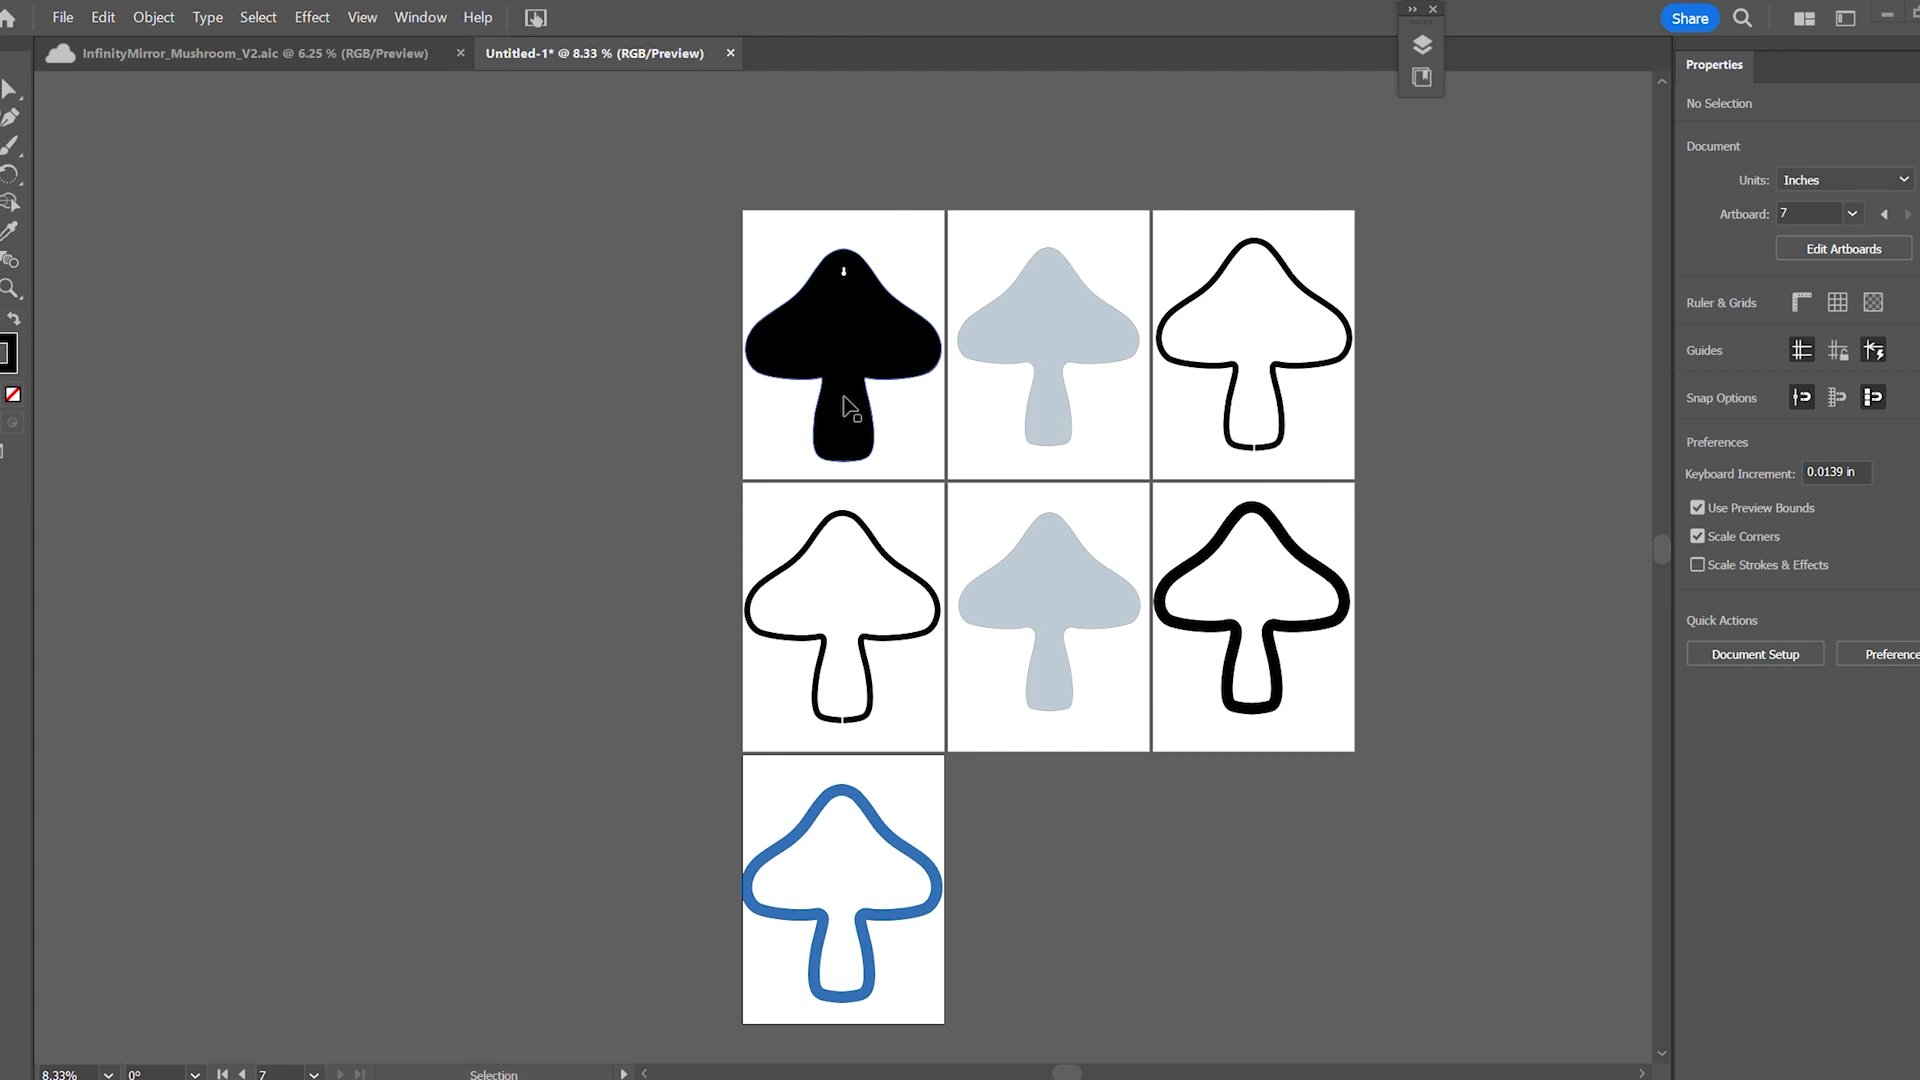 File Edit Object Type Select Effect View Window Help
Share
InfinityMirror_Mushroom_V2.aic @ 6.25 % (RGB/Preview) ×
Untitled-1* @ 8.33 % (RGB/Preview) ×
Properties
No Selection
Document
Units: Inches
Artboard: 7
Edit Artboards
Ruler & Grids
Guides
Snap Options
Preferences
Keyboard Increment: 0.0139 in
Use Preview Bounds
Scale Corners
Scale Strokes & Effects
Quick Actions
Document Setup
Preference
8.33% 0° 7 Selection